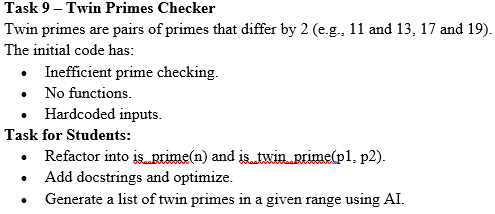 Task 9 – Twin Primes Checker
Twin primes are pairs of primes that differ by 2 (e.g., 11 and 13, 17 and 19).
The initial code has:
• Inefficient prime checking.
• No functions.
• Hardcoded inputs.
Task for Students:
• Refactor into is_prime(n) and is_twin_prime(p1, p2).
• Add docstrings and optimize.
• Generate a list of twin primes in a given range using AI.